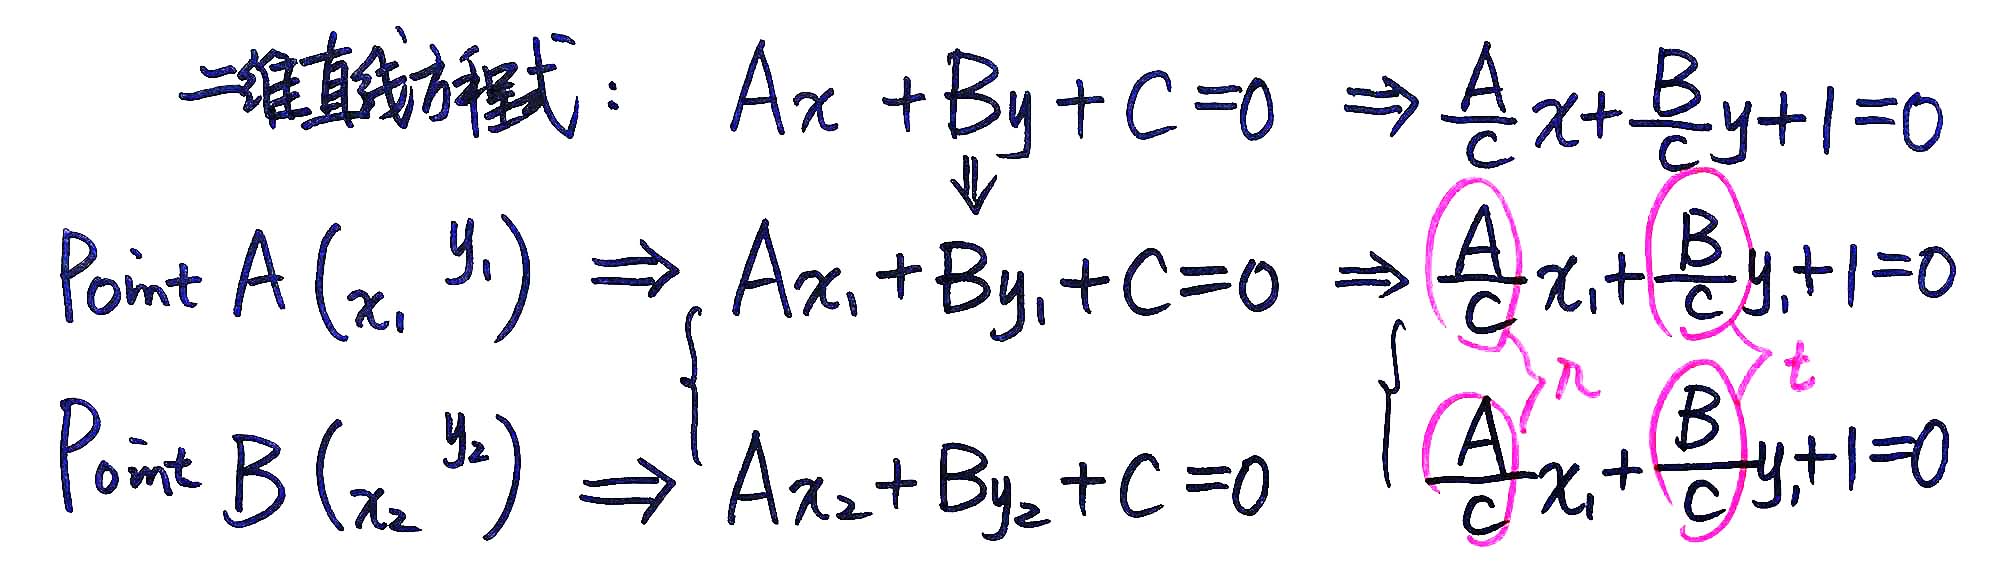 二维直线方程式: Ax + By + C = 0 ⇒ A/C x + B/C y + 1 = 0
⇓
Point A (x₁ y₁) ⇒ Ax₁ + By₁ + C = 0 ⇒ A/C x₁ + B/C y₁ + 1 = 0
r t
Point B (x₂ y₂) ⇒ Ax₂ + By₂ + C = 0 A/C x₁ + B/C y₁ + 1 = 0